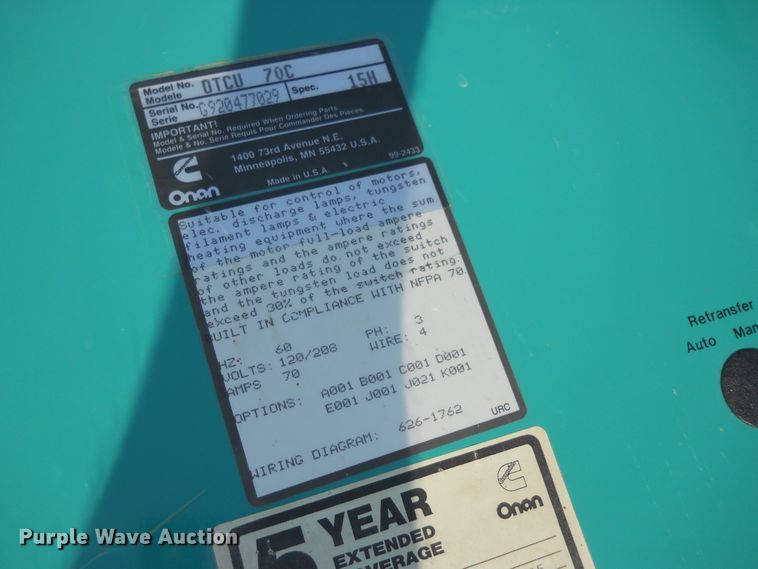 Model No. OTCU 70C
Modele
Serial No. G920477029 Spec. 15H
Serie
IMPORTANT!
Model & Serial No. Required When Ordering Parts.
Modele & No. Serie Requis Pour Commander Des Pieces.
1400 73rd Avenue N.E.
Minneapolis, MN 55432 U.S.A.
Made in U.S.A.
99-2433
Onan
Suitable for control of motors,
elec. discharge lamps, tungsten
filament lamps & electric
heating equipment where the sum
of the motor full-load ampere
ratings and the ampere ratings
of other loads do not exceed
the ampere rating of the switch
and the tungsten load does not
exceed 30% of the switch rating.
BUILT IN COMPLIANCE WITH NFPA 70.
HZ: 60 PH: 3
VOLTS: 120/208 WIRE: 4
AMPS 70
OPTIONS: A001 B001 C001 D001
E001 J001 J021 K001
WIRING DIAGRAM: 626-1762
URC
Retransfer
Auto Man
5 YEAR
EXTENDED
VERAGE
Onan
Purple Wave Auction